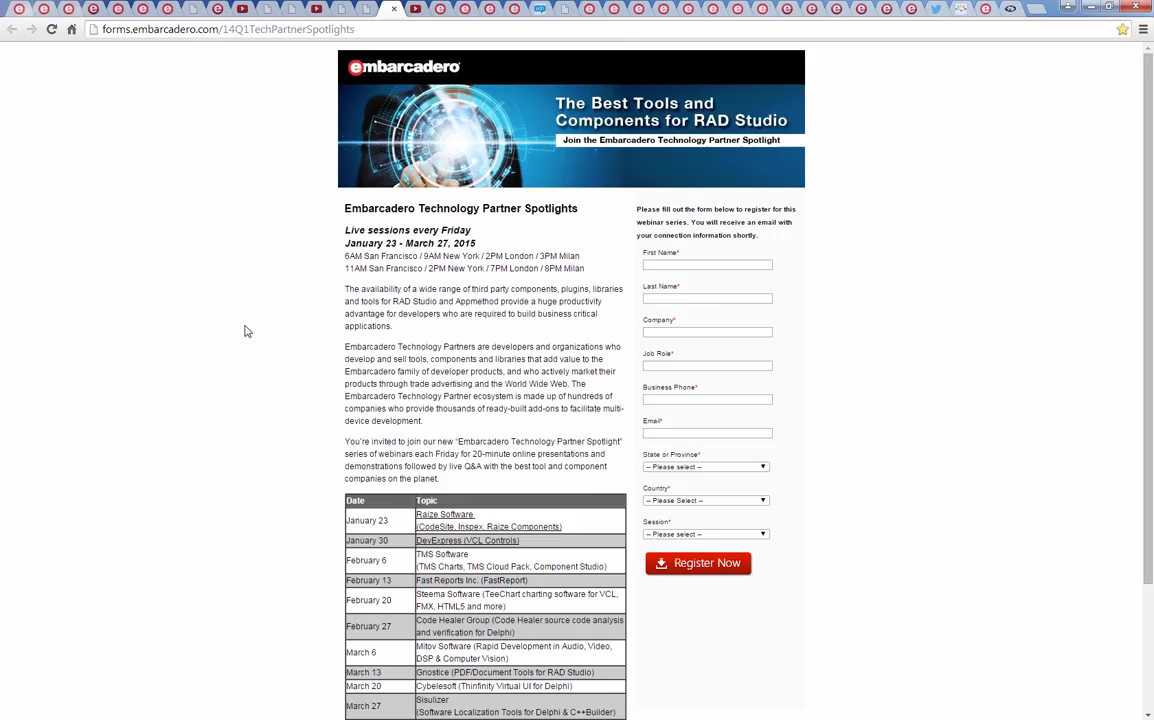 forms.embarcadero.com/14Q1TechPartnerSpotlights
embarcadero
The Best Tools and
Components for RAD Studio
Join the Embarcadero Technology Partner Spotlight
Embarcadero Technology Partner Spotlights
Live sessions every Friday
January 23 - March 27, 2015
6AM San Francisco / 9AM New York / 2PM London / 3PM Milan
11AM San Francisco / 2PM New York / 7PM London / 8PM Milan
The availability of a wide range of third party components, plugins, libraries
and tools for RAD Studio and Appmethod provide a huge productivity
advantage for developers who are required to build business critical
applications.
Embarcadero Technology Partners are developers and organizations who
develop and sell tools, components and libraries that add value to the
Embarcadero family of developer products, and who actively market their
products through trade advertising and the World Wide Web. The
Embarcadero Technology Partner ecosystem is made up of hundreds of
companies who provide thousands of ready-built add-ons to facilitate multi-
device development.
You're invited to join our new "Embarcadero Technology Partner Spotlight"
series of webinars each Friday for 20-minute online presentations and
demonstrations followed by live Q&A with the best tool and component
companies on the planet.
Date Topic
January 23 Raize Software
(CodeSite, Inspex, Raize Components)
January 30 DevExpress (VCL Controls)
February 6 TMS Software
(TMS Charts, TMS Cloud Pack, Component Studio)
February 13 Fast Reports Inc. (FastReport)
February 20 Steema Software (TeeChart charting software for VCL,
FMX, HTML5 and more)
February 27 Code Healer Group (Code Healer source code analysis
and verification for Delphi)
March 6 Mitov Software (Rapid Development in Audio, Video,
DSP & Computer Vision)
March 13 Gnostice (PDF/Document Tools for RAD Studio)
March 20 Cybelesoft (Thinfinity Virtual UI for Delphi)
March 27 Sisulizer
(Software Localization Tools for Delphi & C++Builder)
Please fill out the form below to register for this
webinar series. You will receive an email with
your connection information shortly.
First Name*
Last Name*
Company*
Job Role*
Business Phone*
Email*
State or Province*
-- Please select --
Country*
-- Please Select --
Session*
-- Please select --
Register Now